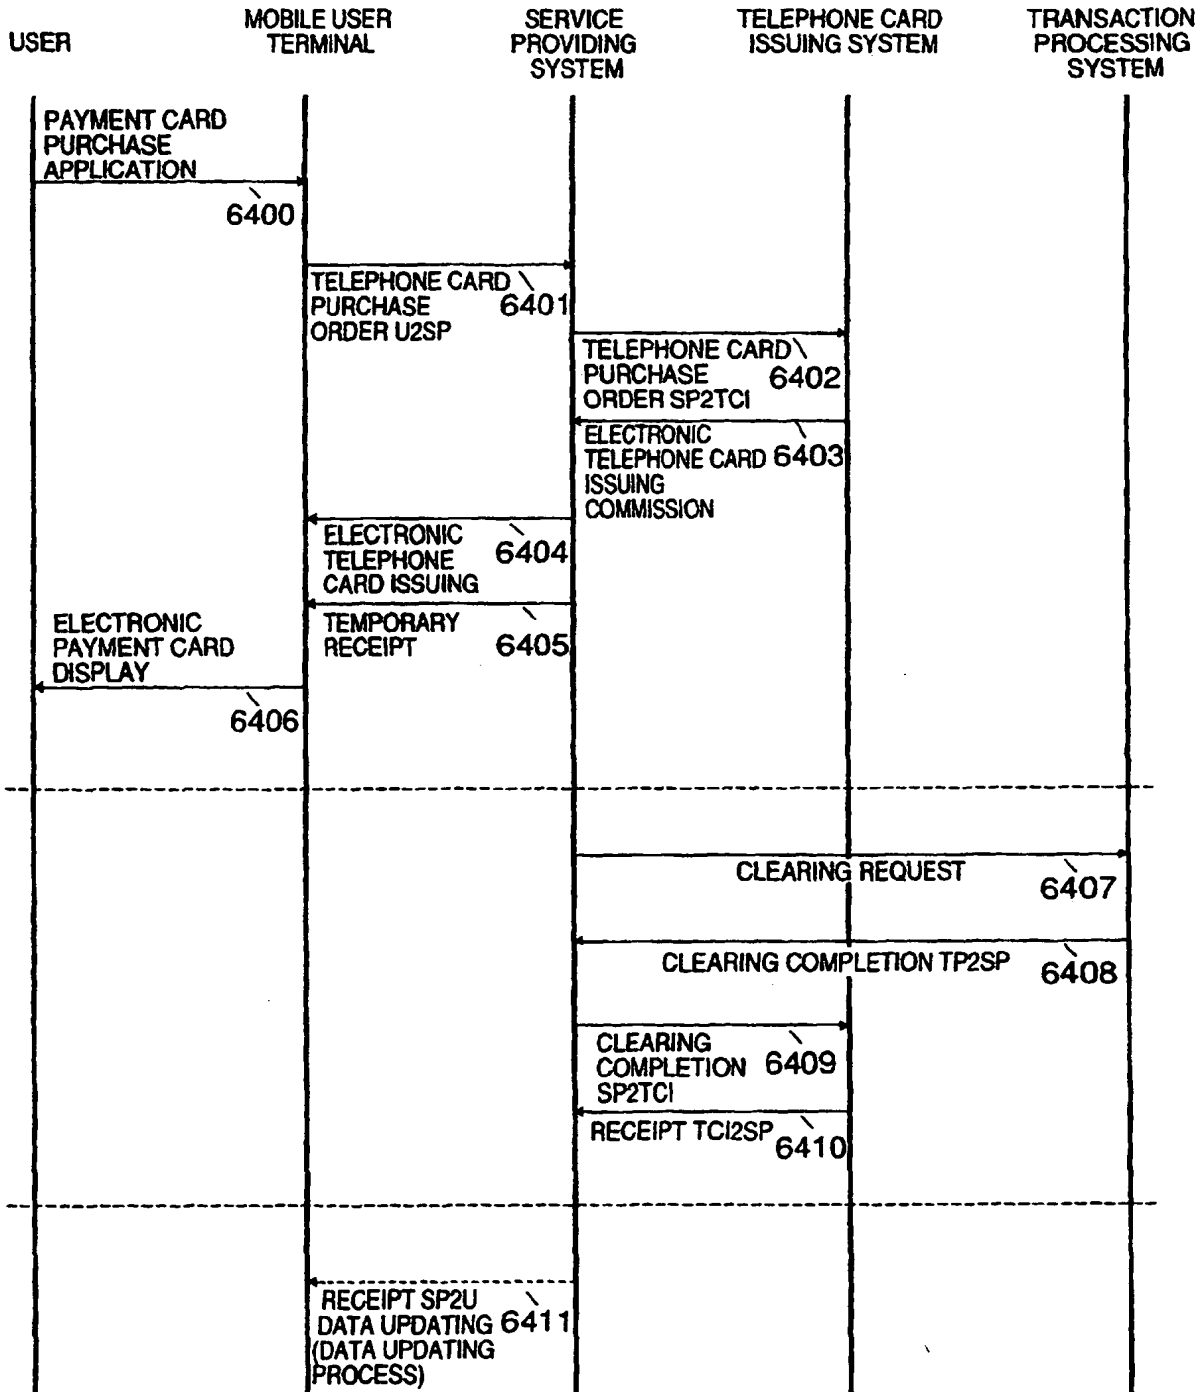 USER
MOBILE USER
TERMINAL
SERVICE
PROVIDING
SYSTEM
TELEPHONE CARD
ISSUING SYSTEM
TRANSACTION
PROCESSING
SYSTEM
PAYMENT CARD
PURCHASE
APPLICATION
6400
TELEPHONE CARD
PURCHASE
ORDER U2SP
6401
TELEPHONE CARD
PURCHASE
ORDER SP2TCI
6402
ELECTRONIC
TELEPHONE CARD
ISSUING
COMMISSION
6403
ELECTRONIC
TELEPHONE
CARD ISSUING
6404
TEMPORARY
RECEIPT
6405
ELECTRONIC
PAYMENT CARD
DISPLAY
6406
CLEARING REQUEST
6407
CLEARING COMPLETION TP2SP
6408
CLEARING
COMPLETION
SP2TCI
6409
RECEIPT TCI2SP
6410
RECEIPT SP2U
DATA UPDATING
(DATA UPDATING
PROCESS)
6411